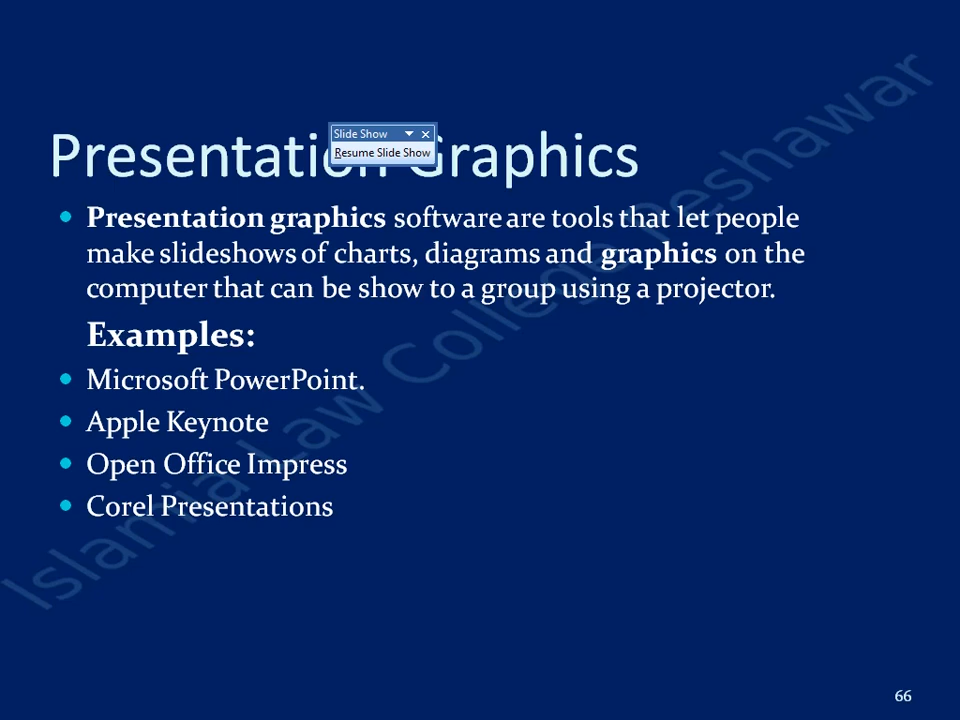 Slide Show
Resume Slide Show
Presentation Graphics
Presentation graphics software are tools that let people
make slideshows of charts, diagrams and graphics on the
computer that can be show to a group using a projector.
Examples:
Microsoft PowerPoint.
Apple Keynote
Open Office Impress
Corel Presentations
Islamia Law College Peshawar
66